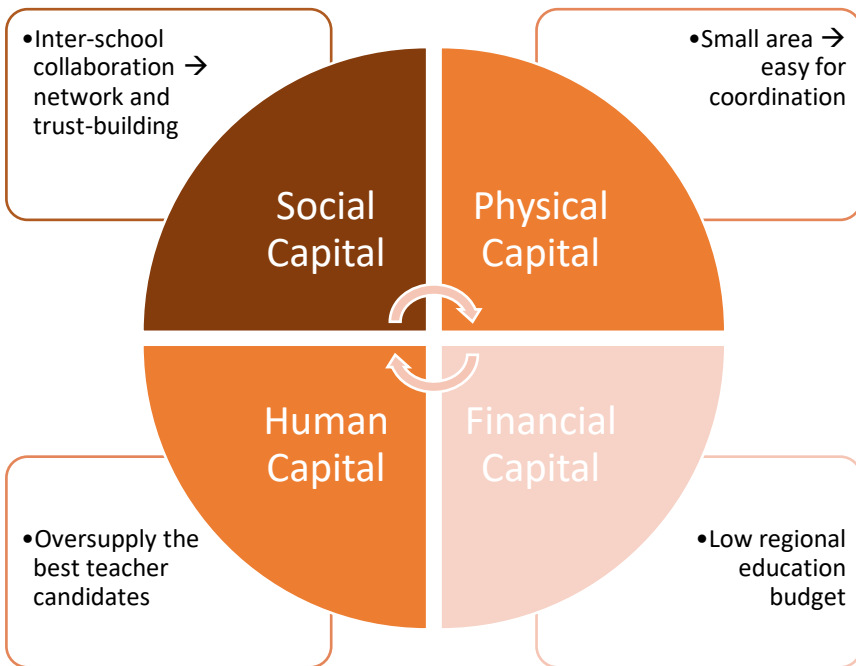 •Inter-school
collaboration →
network and
trust-building
•Small area →
easy for
coordination
Social
Capital
Physical
Capital
Human
Capital
Financial
Capital
•Oversupply the
best teacher
candidates
•Low regional
education
budget